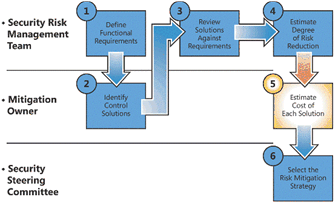 • Security Risk
Management
Team
1
Define
Functional
Requirements
3
Review
Solutions
Against
Requirements
4
Estimate
Degree
of Risk
Reduction
• Mitigation
Owner
2
Identify
Control
Solutions
5
Estimate
Cost of
Each Solution
• Security
Steering
Committee
6
Select the
Risk Mitigation
Strategy